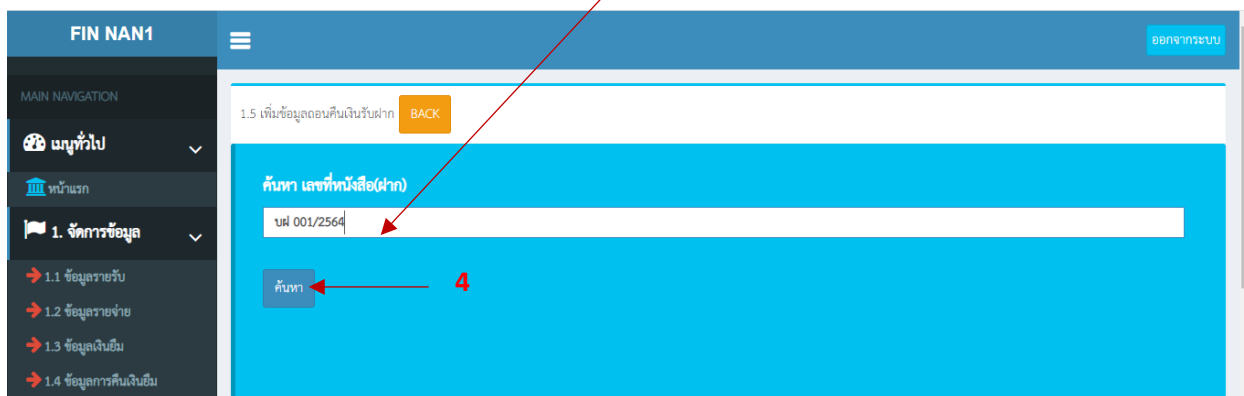 FIN NAN1
ออกจากระบบ
MAIN NAVIGATION
เมนูทั่วไป
หน้าแรก
1. จัดการข้อมูล
1.1 ข้อมูลรายรับ
1.2 ข้อมูลรายจ่าย
1.3 ข้อมูลเงินยืม
1.4 ข้อมูลการคืนเงินยืม
1.5 เพิ่มข้อมูลถอนคืนเงินรับฝาก BACK
ค้นหา เลขที่หนังสือ(ฝาก)
บฝ 001/2564
ค้นหา 4